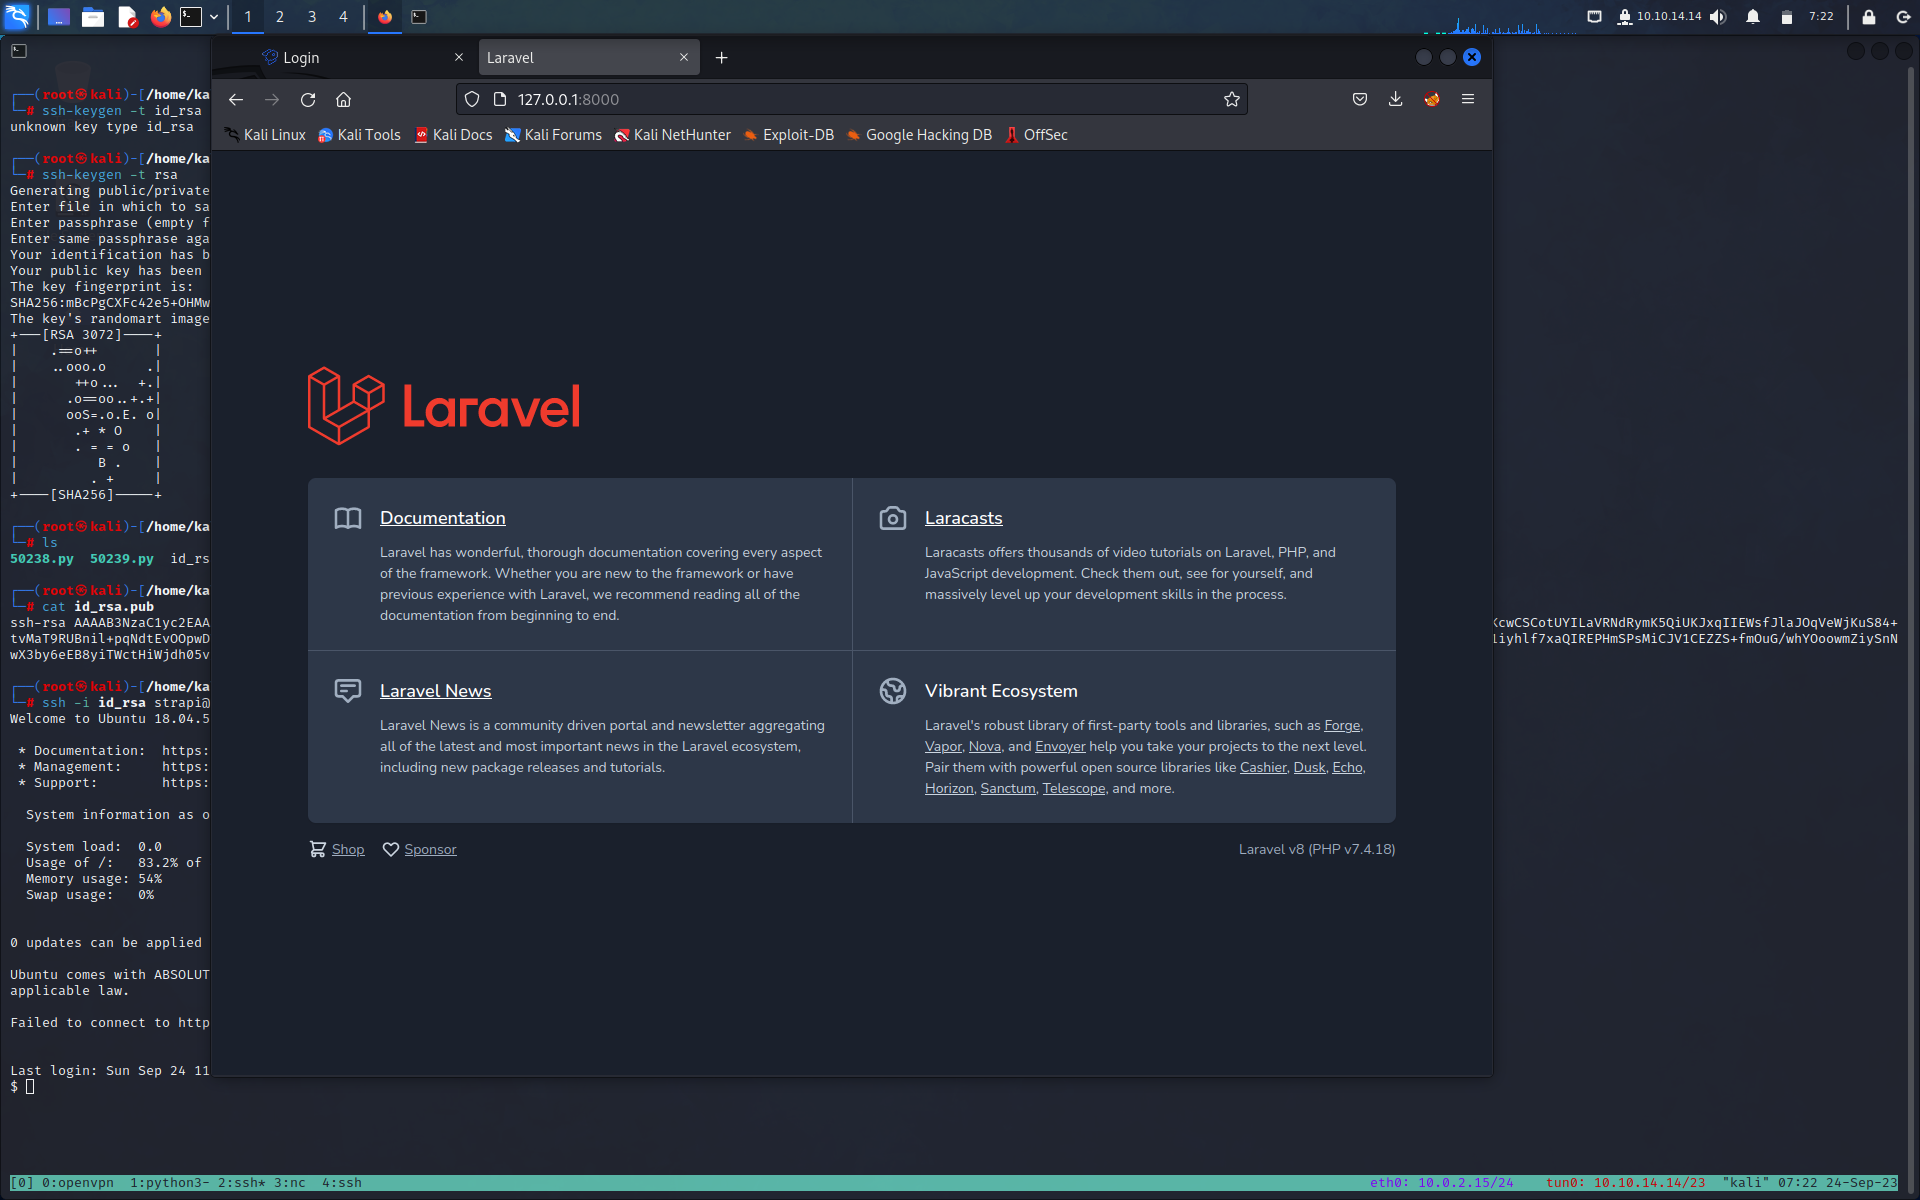 1 2 3 4
10.10.14.14 7:22
Login
Laravel
127.0.0.1:8000
Kali Linux Kali Tools Kali Docs Kali Forums Kali NetHunter Exploit-DB Google Hacking DB OffSec
┌──(root㉿kali)-[/home/ka
└─# ssh-keygen -t id_rsa
unknown key type id_rsa
┌──(root㉿kali)-[/home/ka
└─# ssh-keygen -t rsa
Generating public/private
Enter file in which to sa
Enter passphrase (empty f
Enter same passphrase aga
Your identification has b
Your public key has been
The key fingerprint is:
SHA256:mBcPgCXFc42e5+OHMw
The key's randomart image
+---[RSA 3072]----+
|    .==o++       |
|    ..ooo.o     .|
|       ++o...  +.|
|      .o==oo..+.+|
|      ooS=.o.E. o|
|       .+ * O    |
|       . = = o   |
|          B .    |
|         . +     |
+----[SHA256]-----+
┌──(root㉿kali)-[/home/ka
└─# ls
50238.py 50239.py id_rs
┌──(root㉿kali)-[/home/ka
└─# cat id_rsa.pub
ssh-rsa AAAAB3NzaC1yc2EAA
KcwCSCotUYILaVRNdRymK5QiUKJxqIIEWsfJlaJOqVeWjKuS84+
tvMaT9RUBnil+pqNdtEvOOpwD
liyhlf7xaQIREPHmSPsMiCJV1CEZZS+fmOuG/whYOoowmZiySnN
wX3by6eEB8yiTWctHiWjdh05v
┌──(root㉿kali)-[/home/ka
└─# ssh -i id_rsa strapi@
Welcome to Ubuntu 18.04.5
* Documentation: https:
* Management: https:
* Support: https:
System information as o
System load: 0.0
Usage of /: 83.2% of
Memory usage: 54%
Swap usage: 0%
0 updates can be applied
Ubuntu comes with ABSOLUT
applicable law.
Failed to connect to http
Last login: Sun Sep 24 11
$
Laravel
Documentation
Laravel has wonderful, thorough documentation covering every aspect
of the framework. Whether you are new to the framework or have
previous experience with Laravel, we recommend reading all of the
documentation from beginning to end.
Laracasts
Laracasts offers thousands of video tutorials on Laravel, PHP, and
JavaScript development. Check them out, see for yourself, and
massively level up your development skills in the process.
Laravel News
Laravel News is a community driven portal and newsletter aggregating
all of the latest and most important news in the Laravel ecosystem,
including new package releases and tutorials.
Vibrant Ecosystem
Laravel's robust library of first-party tools and libraries, such as Forge,
Vapor, Nova, and Envoyer help you take your projects to the next level.
Pair them with powerful open source libraries like Cashier, Dusk, Echo,
Horizon, Sanctum, Telescope, and more.
Shop Sponsor
Laravel v8 (PHP v7.4.18)
[0] 0:openvpn 1:python3- 2:ssh* 3:nc 4:ssh
eth0: 10.0.2.15/24 tun0: 10.10.14.14/23 "kali" 07:22 24-Sep-23